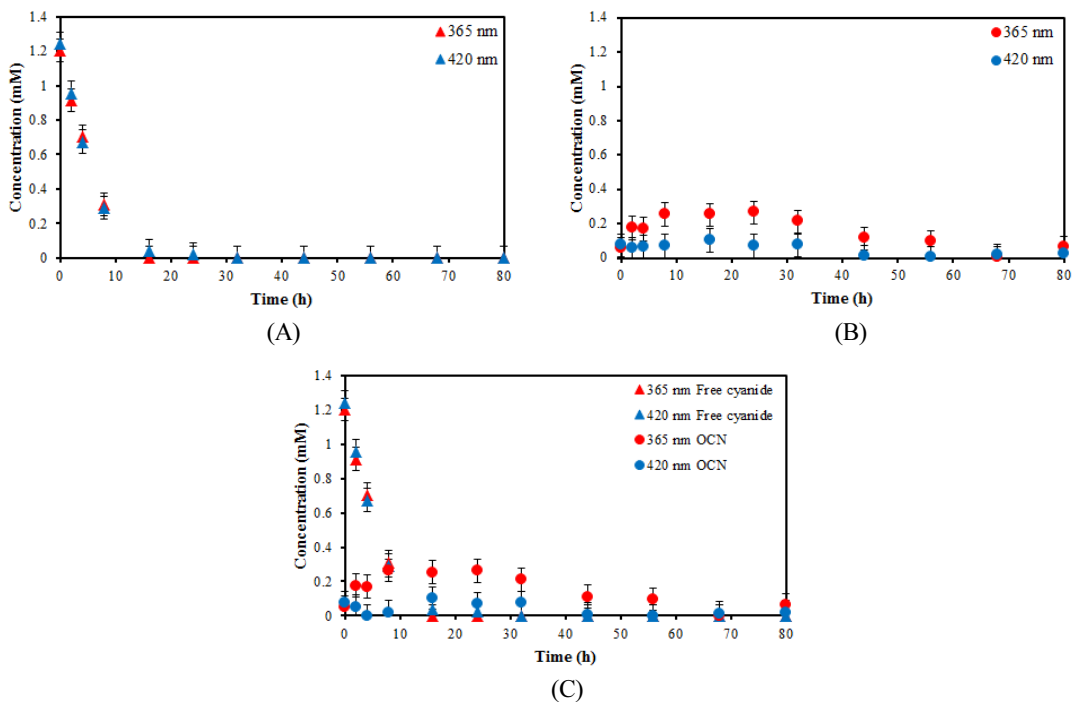 1.4
1.2
1
0.8
0.6
0.4
0.2
0
Concentration (mM)
365 nm
420 nm
0 10 20 30 40 50 60 70 80
Time (h)
(A)
1.4
1.2
1
0.8
0.6
0.4
0.2
0
Concentration (mM)
365 nm
420 nm
0 10 20 30 40 50 60 70 80
Time (h)
(B)
1.4
1.2
1
0.8
0.6
0.4
0.2
0
Concentration (mM)
365 nm Free cyanide
420 nm Free cyanide
365 nm OCN
420 nm OCN
0 10 20 30 40 50 60 70 80
Time (h)
(C)